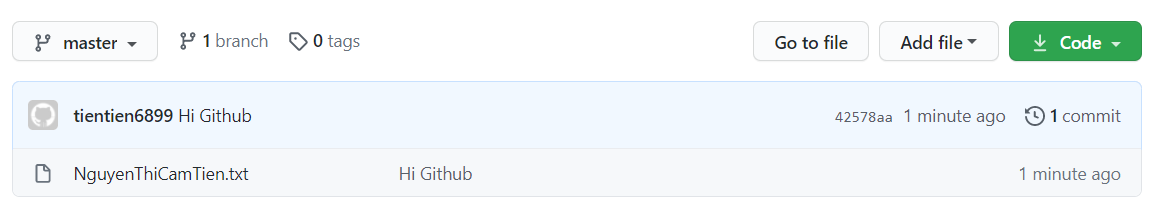 master 1 branch 0 tags Go to file Add file Code
tientien6899 Hi Github 42578aa 1 minute ago 1 commit
NguyenThiCamTien.txt Hi Github 1 minute ago